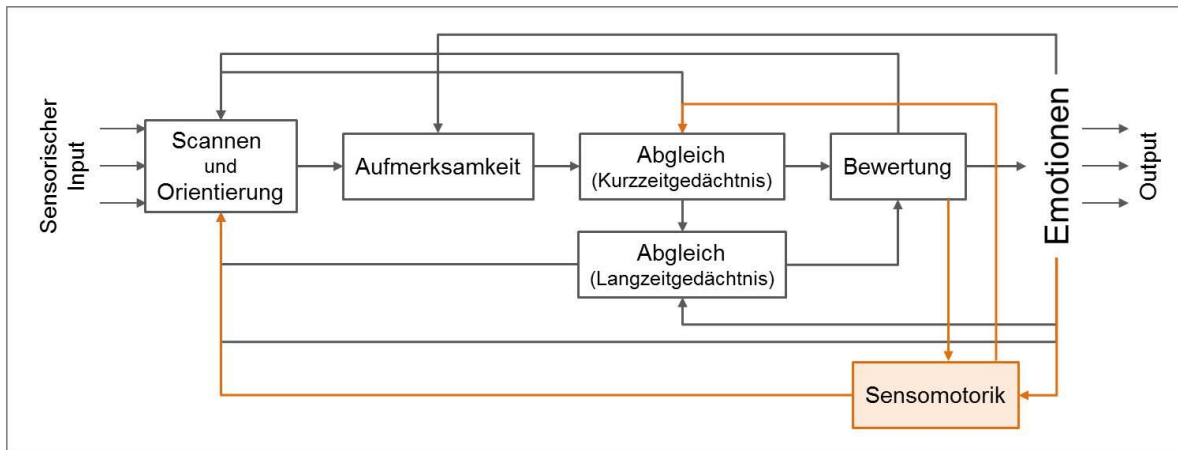 Sensorischer
Input
Scannen
und
Orientierung
Aufmerksamkeit
Abgleich
(Kurzzeitgedächtnis)
Bewertung
Emotionen
Output
Abgleich
(Langzeitgedächtnis)
Sensomotorik